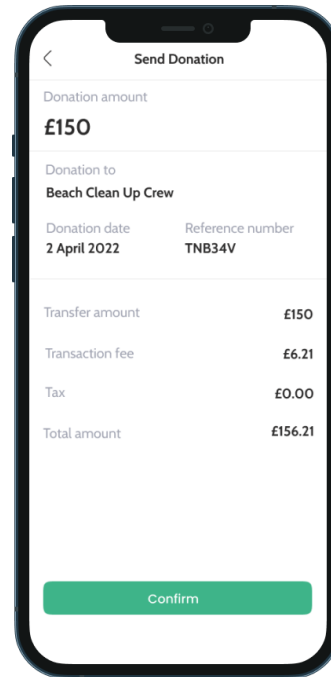 Send Donation
Donation amount
£150
Donation to
Beach Clean Up Crew
Donation date Reference number
2 April 2022 TNB34V
Transfer amount £150
Transaction fee £6.21
Tax £0.00
Total amount £156.21
Confirm